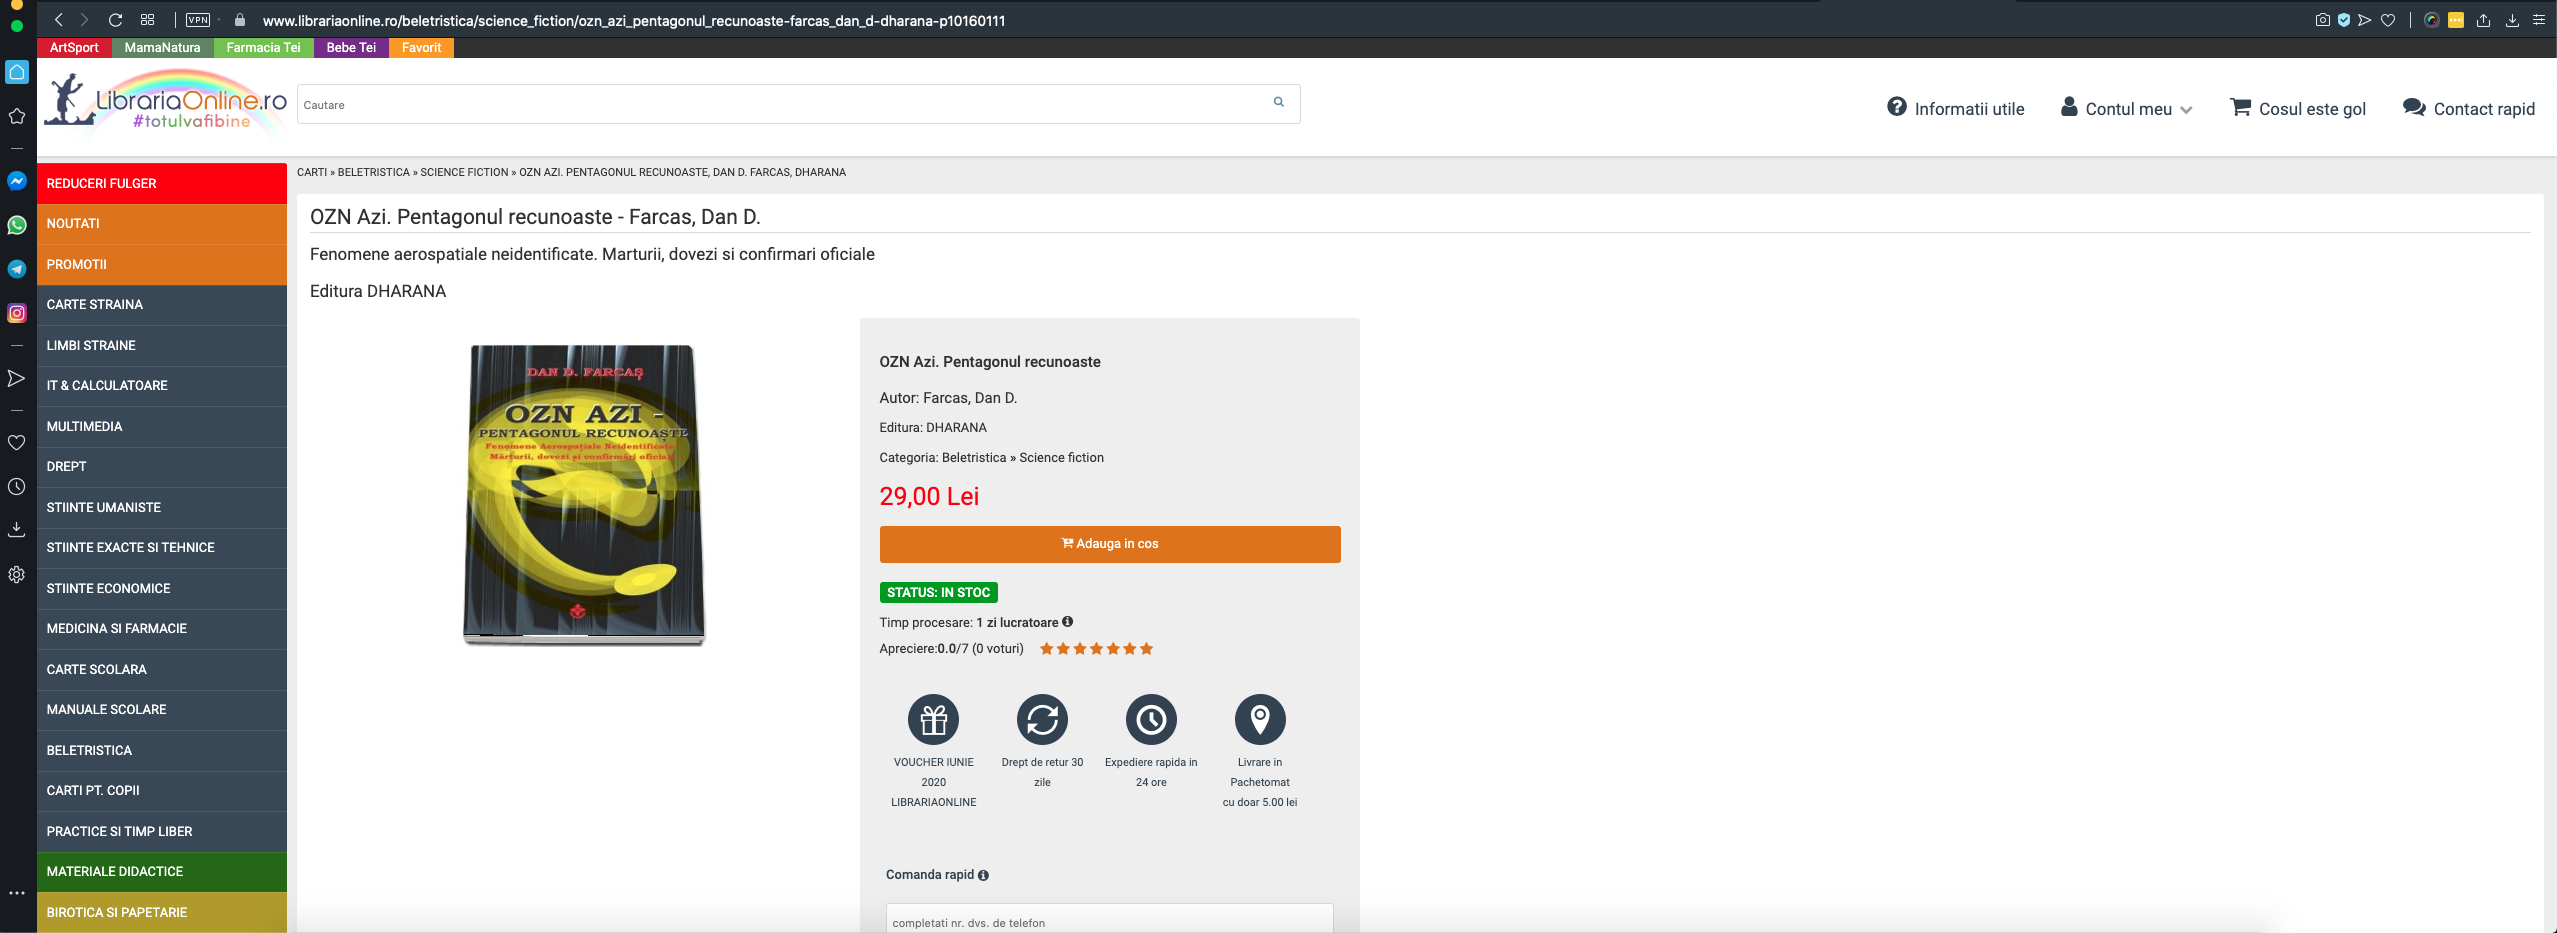 VPN
www.librariaonline.ro/beletristica/science_fiction/ozn_azi_pentagonul_recunoaste-farcas_dan_d-dharana-p10160111
ArtSport MamaNatura Farmacia Tei Bebe Tei Favorit
LibrariaOnline.ro
#totulvafibine
Cautare
Informatii utile Contul meu Cosul este gol Contact rapid
REDUCERI FULGER
NOUTATI
PROMOTII
CARTE STRAINA
LIMBI STRAINE
IT & CALCULATOARE
MULTIMEDIA
DREPT
STIINTE UMANISTE
STIINTE EXACTE SI TEHNICE
STIINTE ECONOMICE
MEDICINA SI FARMACIE
CARTE SCOLARA
MANUALE SCOLARE
BELETRISTICA
CARTI PT. COPII
PRACTICE SI TIMP LIBER
MATERIALE DIDACTICE
BIROTICA SI PAPETARIE
CARTI » BELETRISTICA » SCIENCE FICTION » OZN AZI. PENTAGONUL RECUNOASTE, DAN D. FARCAS, DHARANA
OZN Azi. Pentagonul recunoaste - Farcas, Dan D.
Fenomene aerospatiale neidentificate. Marturii, dovezi si confirmari oficiale
Editura DHARANA
DAN D. FARCAŞ
OZN AZI -
PENTAGONUL RECUNOAŞTE
Fenomene Aerospaţiale Neidentificate
Mărturii, dovezi şi confirmări oficiale
OZN Azi. Pentagonul recunoaste
Autor: Farcas, Dan D.
Editura: DHARANA
Categoria: Beletristica » Science fiction
29,00 Lei
Adauga in cos
STATUS: IN STOC
Timp procesare: 1 zi lucratoare
Apreciere:0.0/7 (0 voturi)
VOUCHER IUNIE
2020
LIBRARIAONLINE
Drept de retur 30
zile
Expediere rapida in
24 ore
Livrare in
Pachetomat
cu doar 5.00 lei
Comanda rapid
completati nr. dvs. de telefon